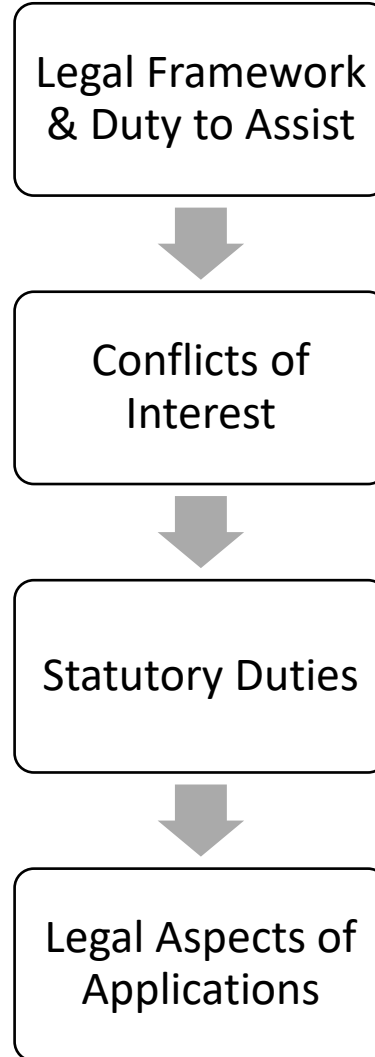 Legal Framework
& Duty to Assist
Conflicts of
Interest
Statutory Duties
Legal Aspects of
Applications